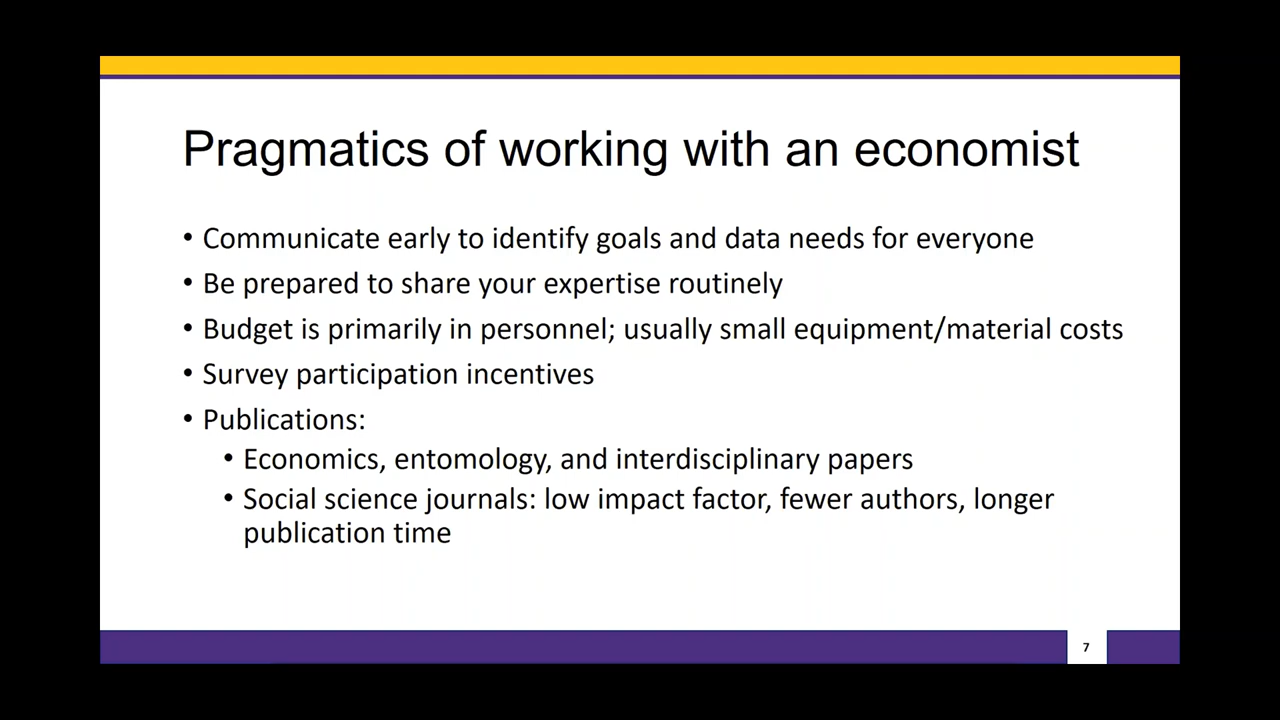 Pragmatics of working with an economist
• Communicate early to identify goals and data needs for everyone
• Be prepared to share your expertise routinely
• Budget is primarily in personnel; usually small equipment/material costs
• Survey participation incentives
• Publications:
• Economics, entomology, and interdisciplinary papers
• Social science journals: low impact factor, fewer authors, longer
publication time
7